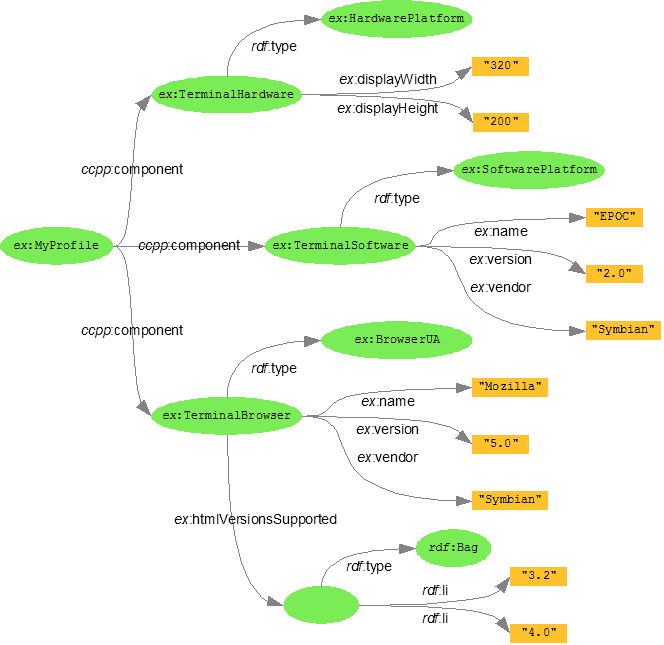 ex:HardwarePlatform
rdf:type
"320"
ex:displayWidth
ex:TerminalHardware
ex:displayHeight
"200"
ccpp:component
ex:SoftwarePlatform
rdf:type
"EPOC"
ex:name
ex:MyProfile
ccpp:component
ex:TerminalSoftware
ex:version
"2.0"
ex:vendor
ccpp:component
"Symbian"
ex:BrowserUA
rdf:type
"Mozilla"
ex:name
ex:TerminalBrowser
ex:version
"5.0"
ex:vendor
"Symbian"
ex:htmlVersionsSupported
rdf:Bag
rdf:type
"3.2"
rdf:li
rdf:li
"4.0"